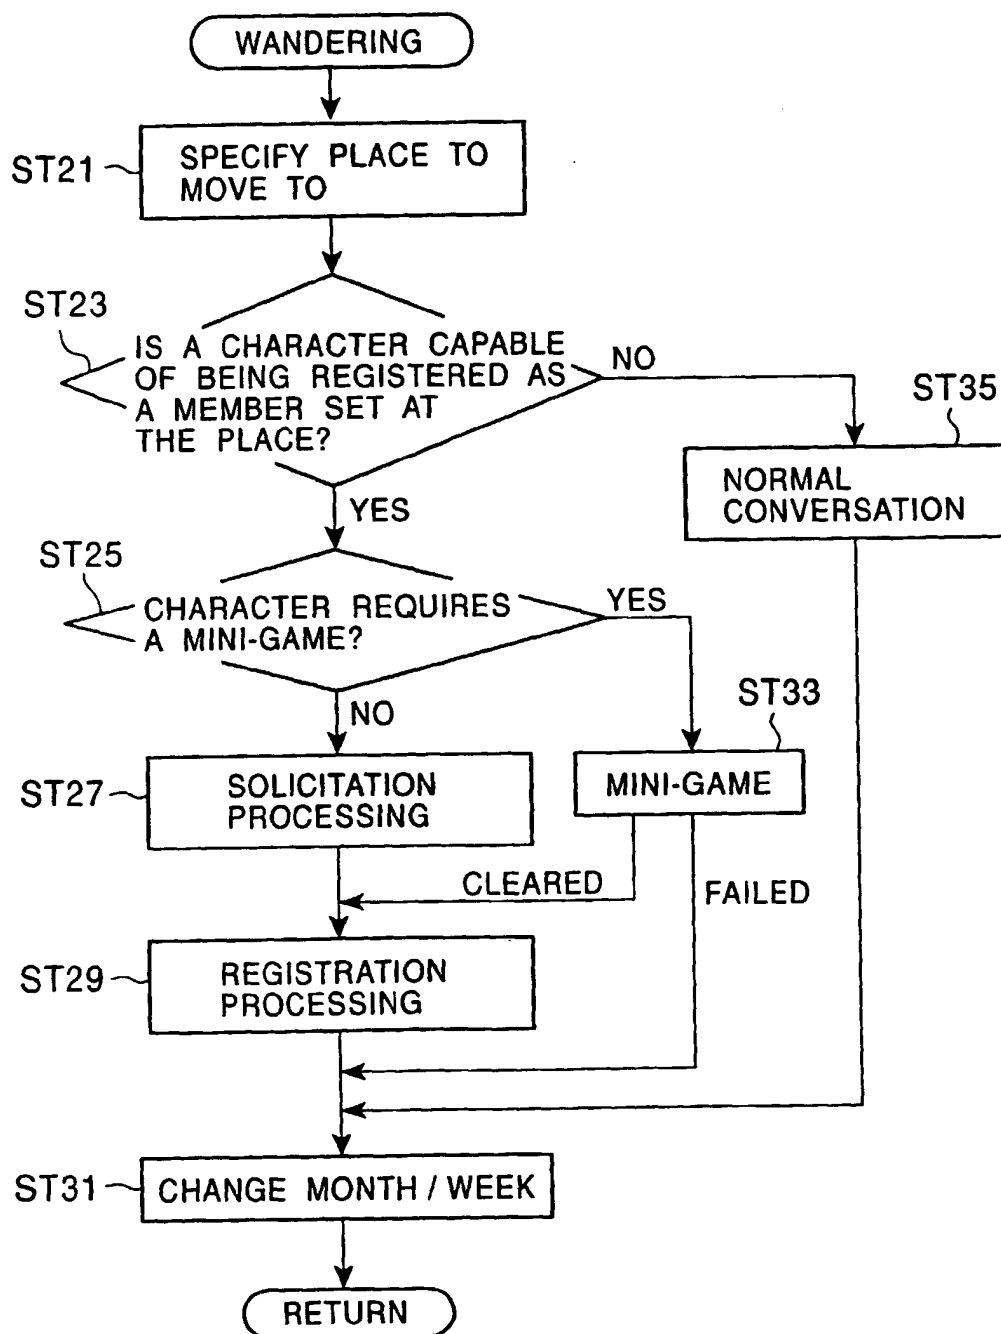 WANDERING
ST21
SPECIFY PLACE TO
MOVE TO
ST23
IS A CHARACTER CAPABLE
OF BEING REGISTERED AS
A MEMBER SET AT
THE PLACE?
NO
ST35
NORMAL
CONVERSATION
YES
ST25
CHARACTER REQUIRES
A MINI-GAME?
YES
NO
ST33
MINI-GAME
ST27
SOLICITATION
PROCESSING
CLEARED
FAILED
ST29
REGISTRATION
PROCESSING
ST31
CHANGE MONTH / WEEK
RETURN